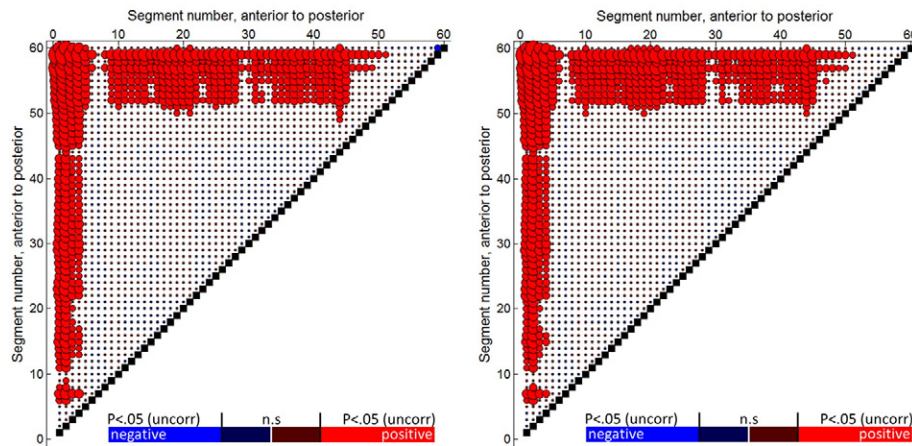 Segment number, anterior to posterior
0 10 20 30 40 50 60
Segment number, anterior to posterior
60
50
40
30
20
10
0
P<.05 (uncorr) n.s P<.05 (uncorr)
negative positive
Segment number, anterior to posterior
0 10 20 30 40 50 60
Segment number, anterior to posterior
60
50
40
30
20
10
0
P<.05 (uncorr) n.s P<.05 (uncorr)
negative positive